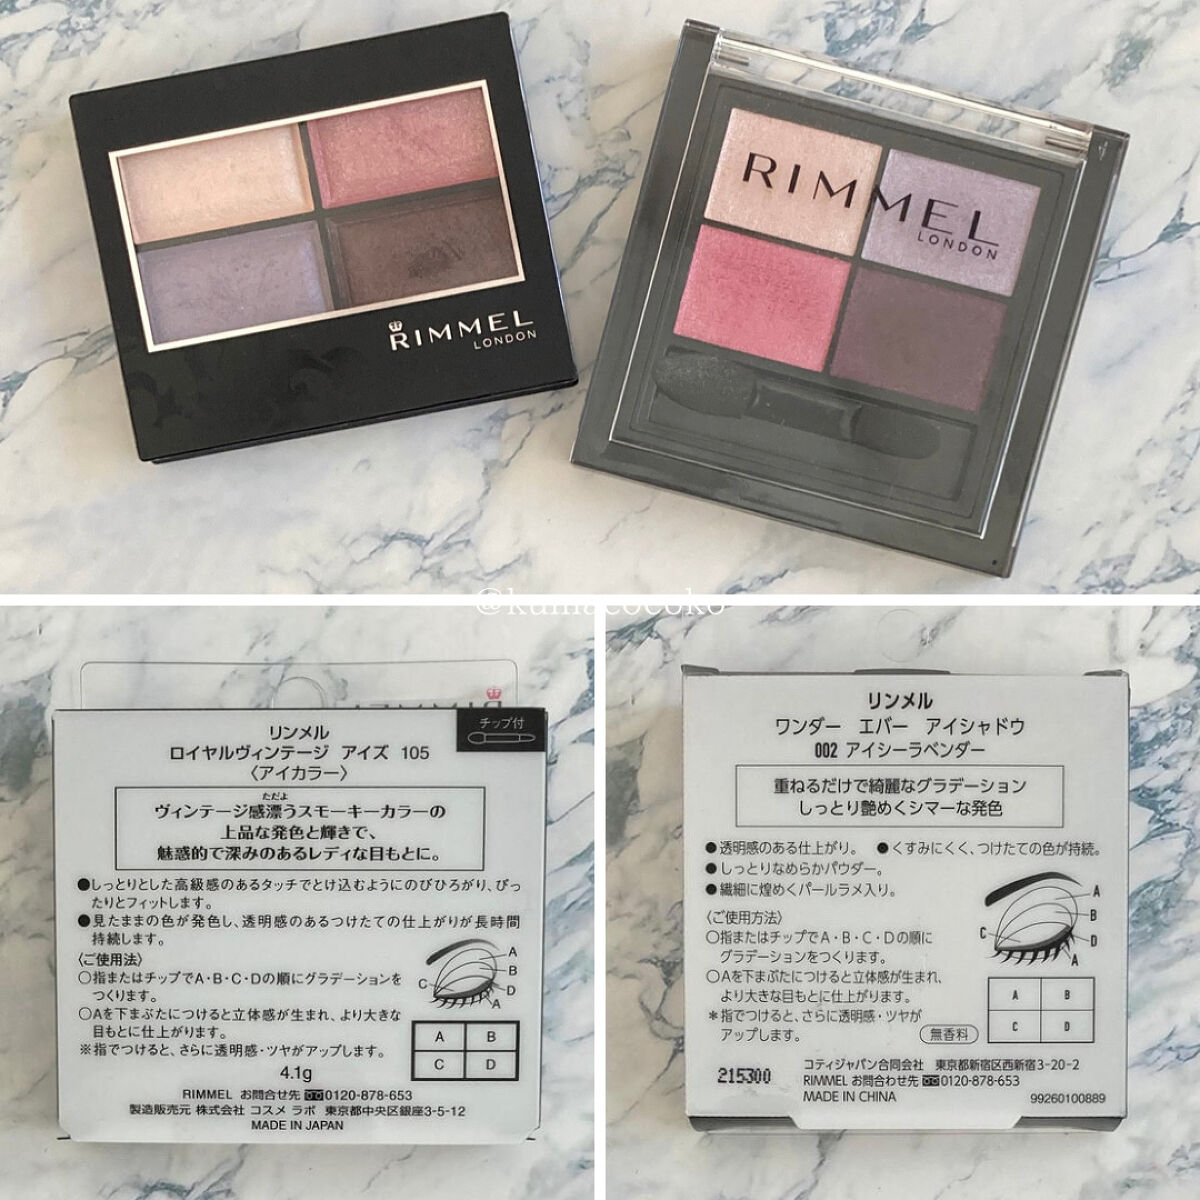 RIMMEL
LONDON
RIMMEL
LONDON
@kumacocoko
リンメル
ロイヤルヴィンテージ アイズ 105
〈アイカラー〉
チップ付
ただよ
ヴィンテージ感漂うスモーキーカラーの
上品な発色と輝きで、
魅惑的で深みのあるレディな目もとに。
●しっとりとした高級感のあるタッチでとけ込むようにのびひろがり、ぴっ
たりとフィットします。
●見たままの色が発色し、透明感のあるつけたての仕上がりが長時間
持続します。
〈ご使用法〉
○指またはチップでA・B・C・Dの順にグラデーションを
つくります。
○Aを下まぶたにつけると立体感が生まれ、より大きな
目もとに仕上がります。
※指でつけると、さらに透明感・ツヤがアップします。
A
B
C
D
A
A B
C D
4.1g
RIMMEL お問合せ先 0120-878-653
製造販売元 株式会社 コスメ ラボ 東京都中央区銀座3-5-12
MADE IN JAPAN
リンメル
ワンダー エバー アイシャドウ
002 アイシーラベンダー
重ねるだけで綺麗なグラデーション
しっとり艶めくシマーな発色
●透明感のある仕上がり。 ●くすみにくく、つけたての色が持続。
●しっとりなめらかパウダー。
●繊細に煌めくパールラメ入り。
〈ご使用方法〉
○指またはチップでA・B・C・Dの順に
グラデーションをつくります。
○Aを下まぶたにつけると立体感が生まれ、
より大きな目もとに仕上がります。
＊指でつけると、さらに透明感・ツヤが
アップします。
無香料
A
B
C
D
A
A B
C D
215300
コティジャパン合同会社 東京都新宿区西新宿3-20-2
RIMMEL お問合わせ先 0120-878-653
MADE IN CHINA
99260100889